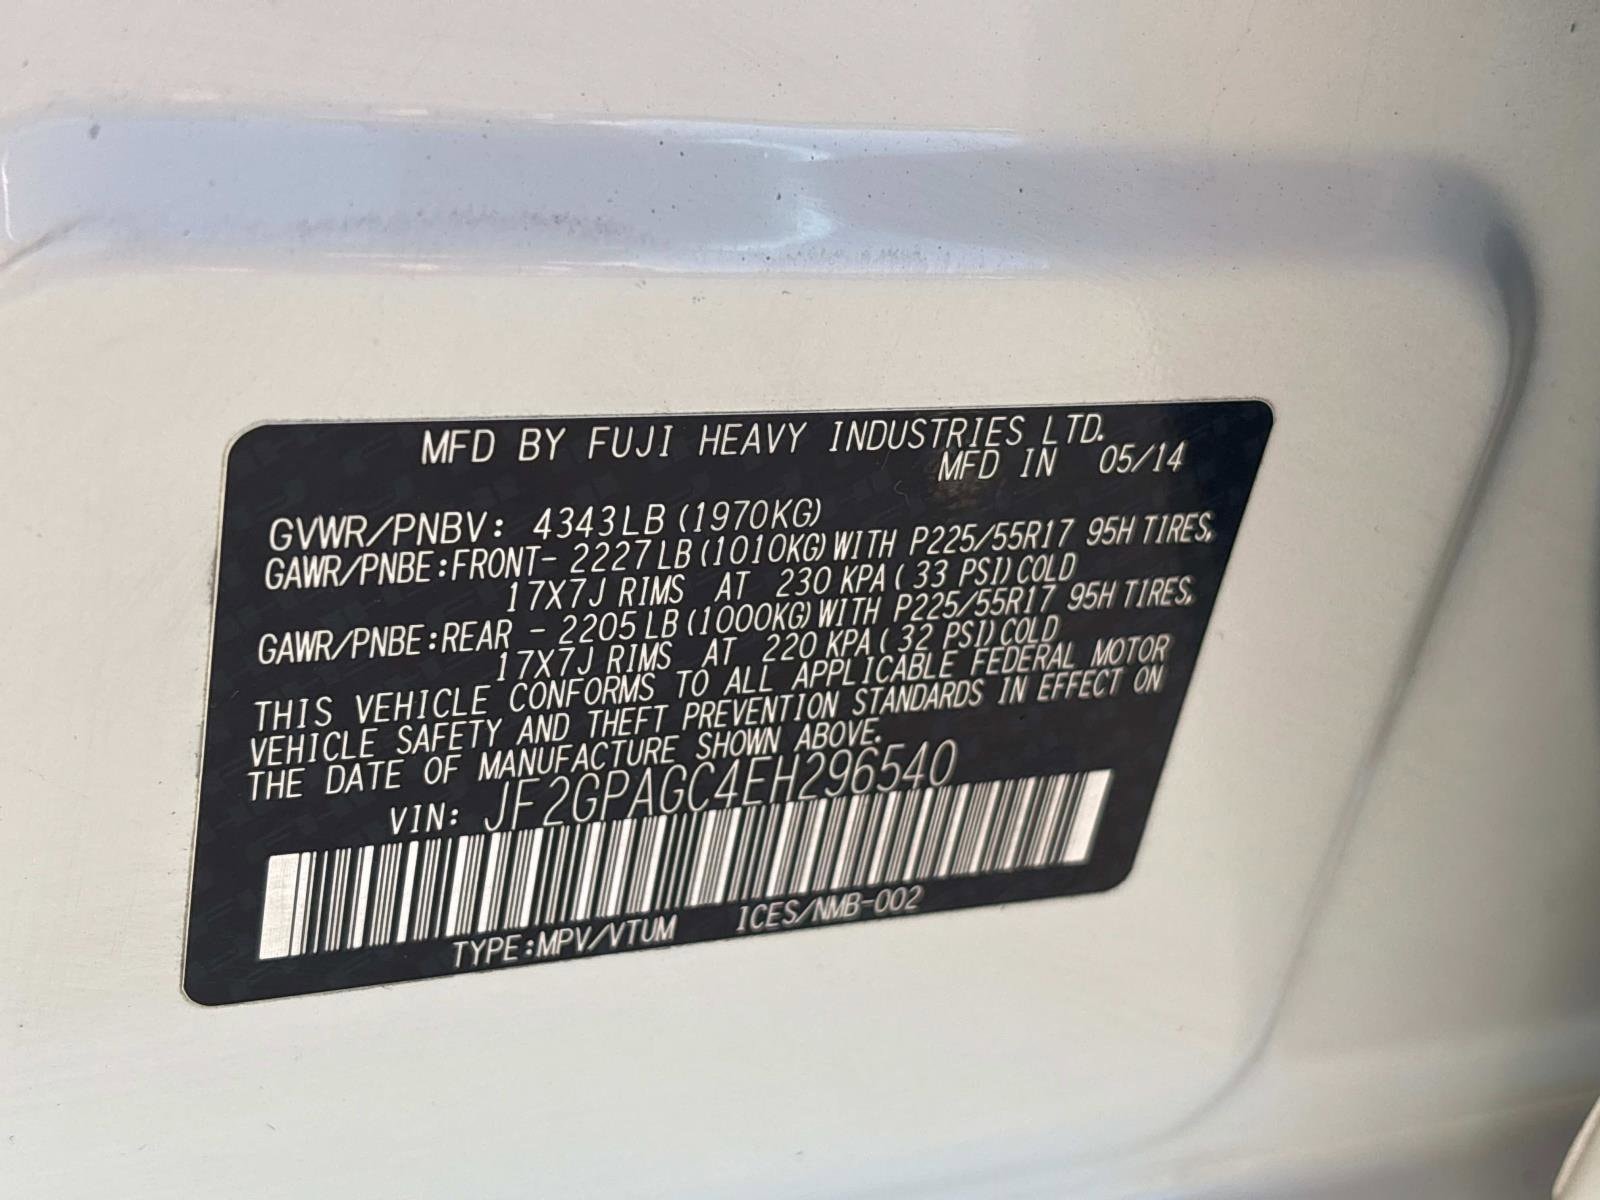 MFD BY FUJI HEAVY INDUSTRIES LTD.
MFD IN 05/14
GVWR/PNBV: 4343LB (1970KG)
GAWR/PNBE:FRONT- 2227LB (1010KG) WITH P225/55R17 95H TIRES,
17X7J RIMS AT 230 KPA ( 33 PSI) COLD
GAWR/PNBE:REAR - 2205LB (1000KG) WITH P225/55R17 95H TIRES,
17X7J RIMS AT 220 KPA ( 32 PSI) COLD
THIS VEHICLE CONFORMS TO ALL APPLICABLE FEDERAL MOTOR
VEHICLE SAFETY AND THEFT PREVENTION STANDARDS IN EFFECT ON
THE DATE OF MANUFACTURE SHOWN ABOVE.
VIN: JF2GPAGC4EH296540
TYPE:MPV/VTUM ICES/NMB-002